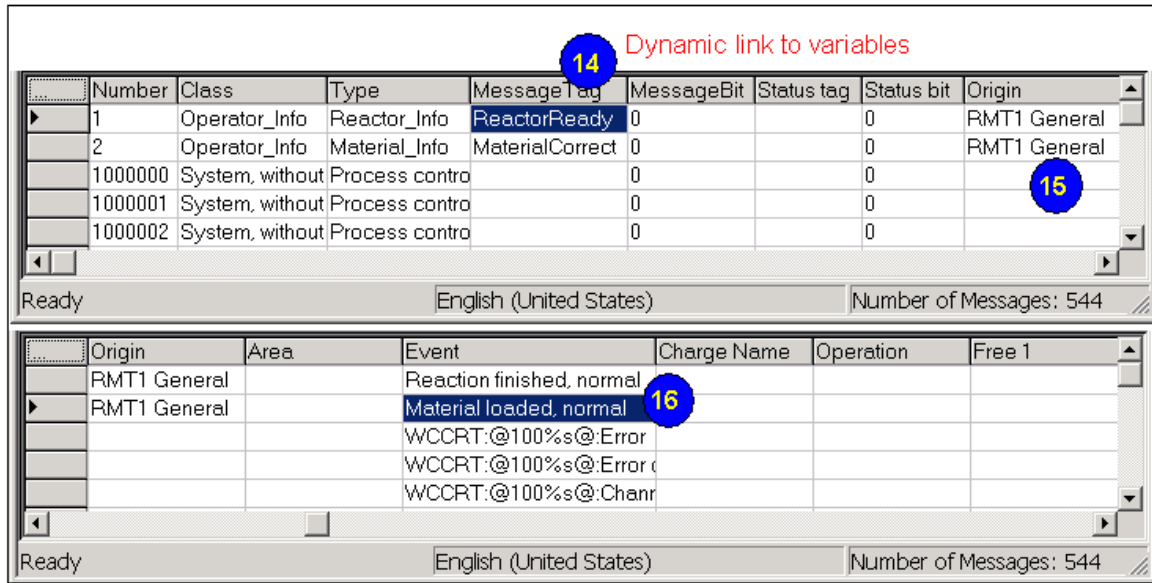 14 Dynamic link to variables
... Number Class Type MessageTag MessageBit Status tag Status bit Origin
1 Operator_Info Reactor_Info ReactorReady 0 0 RMT1 General
2 Operator_Info Material_Info MaterialCorrect 0 0 RMT1 General
1000000 System, without Process contro 0 0
15
1000001 System, without Process contro 0 0
1000002 System, without Process contro 0 0
Ready English (United States) Number of Messages: 544
... Origin Area Event Charge Name Operation Free 1
RMT1 General Reaction finished, normal
RMT1 General Material loaded, normal 16
WCCRT:@100%s@:Error
WCCRT:@100%s@:Error
WCCRT:@100%s@:Chanr
Ready English (United States) Number of Messages: 544